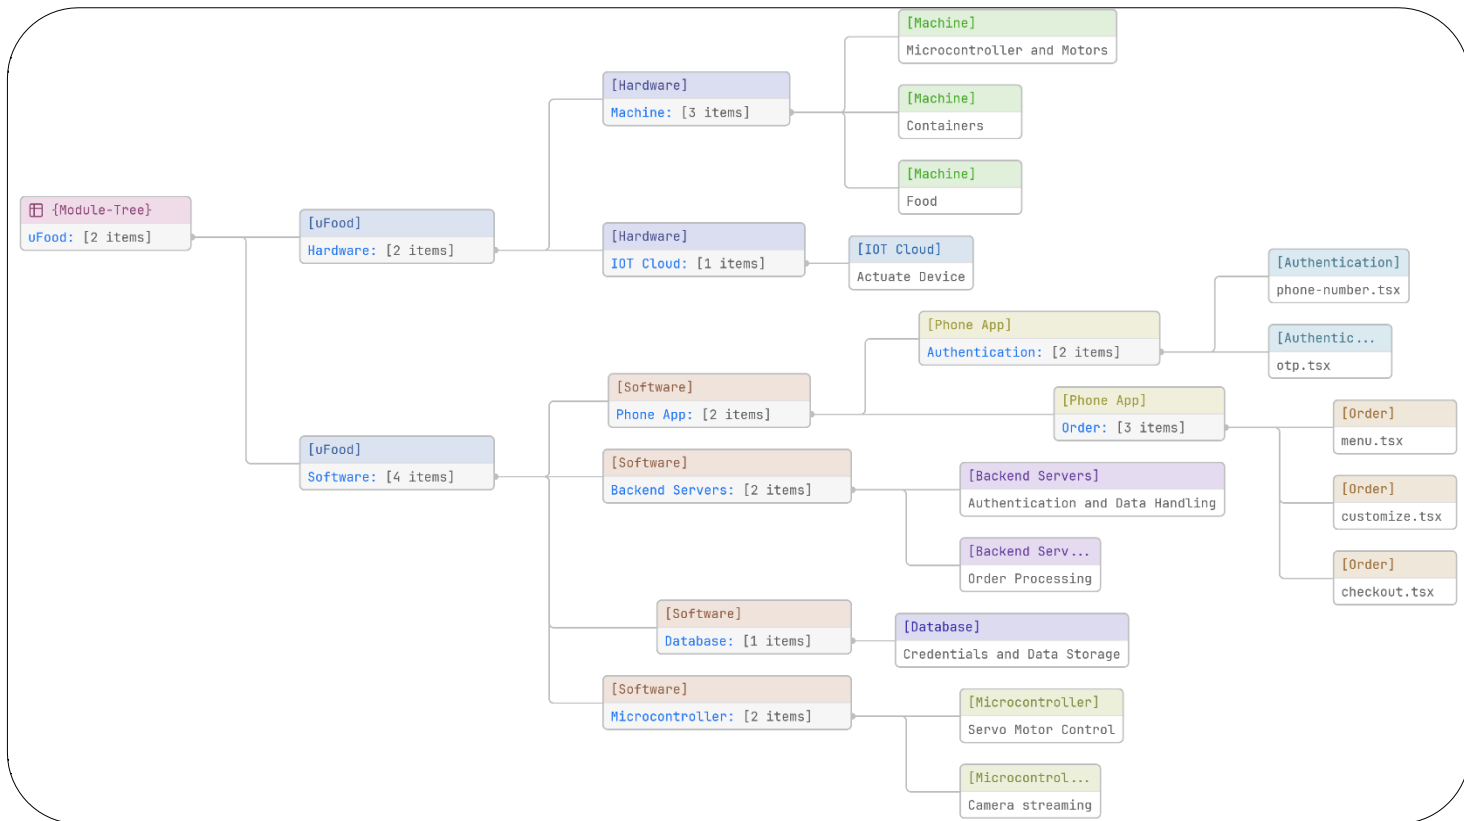 {Module-Tree}
uFood: [2 items]
[uFood]
Hardware: [2 items]
[Hardware]
Machine: [3 items]
[Machine]
Microcontroller and Motors
[Machine]
Containers
[Machine]
Food
[Hardware]
IOT Cloud: [1 items]
[IOT Cloud]
Actuate Device
[uFood]
Software: [4 items]
[Software]
Phone App: [2 items]
[Phone App]
Authentication: [2 items]
[Authentication]
phone-number.tsx
[Authentic...
otp.tsx
[Phone App]
Order: [3 items]
[Order]
menu.tsx
[Order]
customize.tsx
[Order]
checkout.tsx
[Software]
Backend Servers: [2 items]
[Backend Servers]
Authentication and Data Handling
[Backend Serv...
Order Processing
[Software]
Database: [1 items]
[Database]
Credentials and Data Storage
[Software]
Microcontroller: [2 items]
[Microcontroller]
Servo Motor Control
[Microcontrol...
Camera streaming